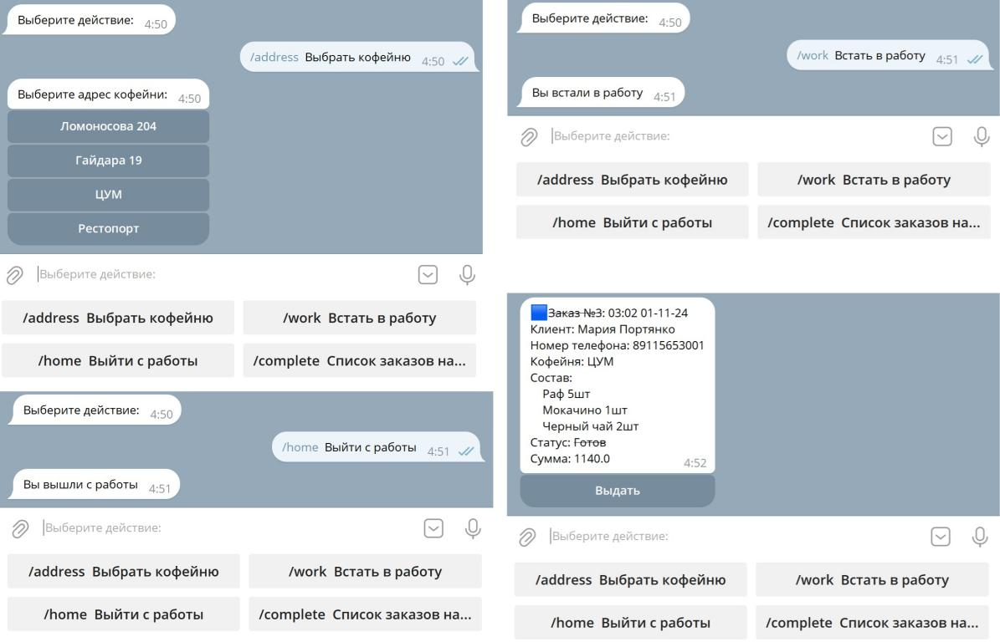 Выберите действие: 4:50
/address Выбрать кофейню 4:50
Выберите адрес кофейни: 4:50
Ломоносова 204
Гайдара 19
ЦУМ
Рестопорт
Выберите действие:
/address Выбрать кофейню /work Встать в работу
/home Выйти с работы /complete Список заказов на...
Выберите действие: 4:50
/home Выйти с работы 4:51
Вы вышли с работы 4:51
Выберите действие:
/address Выбрать кофейню /work Встать в работу
/home Выйти с работы /complete Список заказов на...
Выберите действие: 4:50
/work Встать в работу 4:51
Вы встали в работу 4:51
Выберите действие:
/address Выбрать кофейню /work Встать в работу
/home Выйти с работы /complete Список заказов на...
Заказ №3: 03:02 01-11-24
Клиент: Мария Портянко
Номер телефона: 89115653001
Кофейня: ЦУМ
Состав:
Раф 5шт
Мокачино 1шт
Черный чай 2шт
Статус: Готов
Сумма: 1140.0 4:52
Выдать
Выберите действие:
/address Выбрать кофейню /work Встать в работу
/home Выйти с работы /complete Список заказов на...